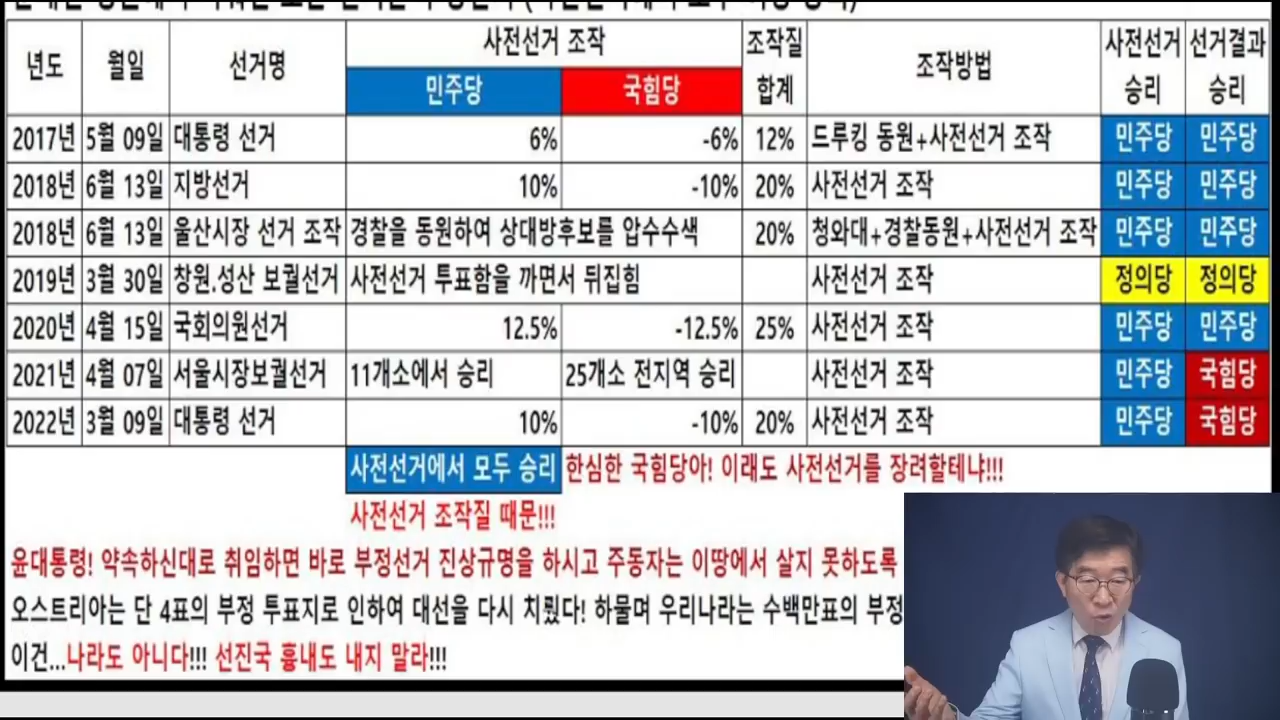 년도 월일 선거명 사전선거 조작 조작질 합계 조작방법 사전선거 승리 선거결과 승리
민주당 국힘당
2017년 5월 09일 대통령 선거 6% -6% 12% 드루킹 동원+사전선거 조작 민주당 민주당
2018년 6월 13일 지방선거 10% -10% 20% 사전선거 조작 민주당 민주당
2018년 6월 13일 울산시장 선거 조작 경찰을 동원하여 상대방후보를 압수수색 20% 청와대+경찰동원+사전선거 조작 민주당 민주당
2019년 3월 30일 창원.성산 보궐선거 사전선거 투표함을 까면서 뒤집힘 사전선거 조작 정의당 정의당
2020년 4월 15일 국회의원선거 12.5% -12.5% 25% 사전선거 조작 민주당 민주당
2021년 4월 07일 서울시장보궐선거 11개소에서 승리 25개소 전지역 승리 사전선거 조작 민주당 국힘당
2022년 3월 09일 대통령 선거 10% -10% 20% 사전선거 조작 민주당 국힘당
사전선거에서 모두 승리 한심한 국힘당아! 이래도 사전선거를 장려할테냐!!!
사전선거 조작질 때문!!!
윤대통령! 약속하신대로 취임하면 바로 부정선거 진상규명을 하시고 주동자는 이땅에서 살지 못하도록
오스트리아는 단 4표의 부정 투표지로 인하여 대선을 다시 치뤘다! 하물며 우리나라는 수백만표의 부정
이건...나라도 아니다!!! 선진국 흉내도 내지 말라!!!